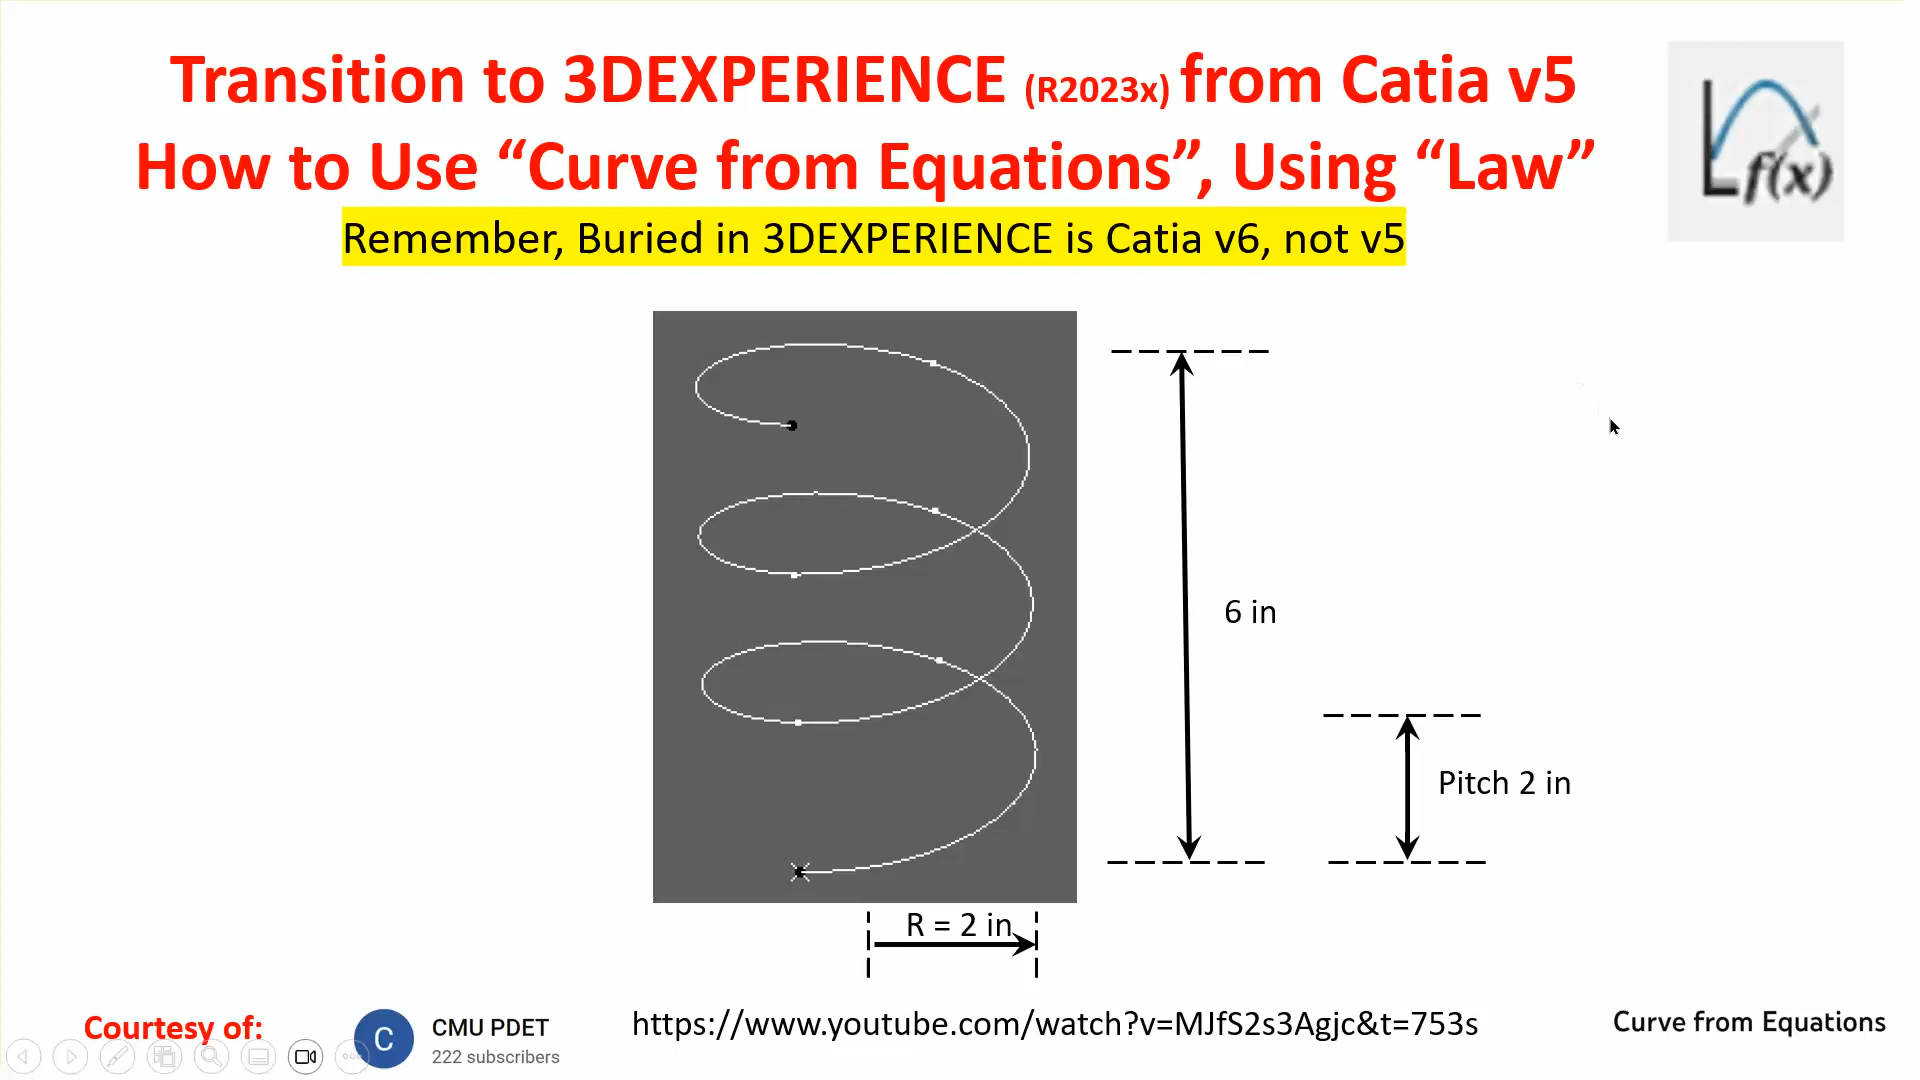 Transition to 3DEXPERIENCE (R2023x) from Catia v5
How to Use “Curve from Equations”, Using “Law”
Remember, Buried in 3DEXPERIENCE is Catia v6, not v5
f(x)
6 in
Pitch 2 in
R = 2 in
Courtesy of:
C
CMU PDET
222 subscribers
https://www.youtube.com/watch?v=MJfS2s3Agjc&t=753s
Curve from Equations